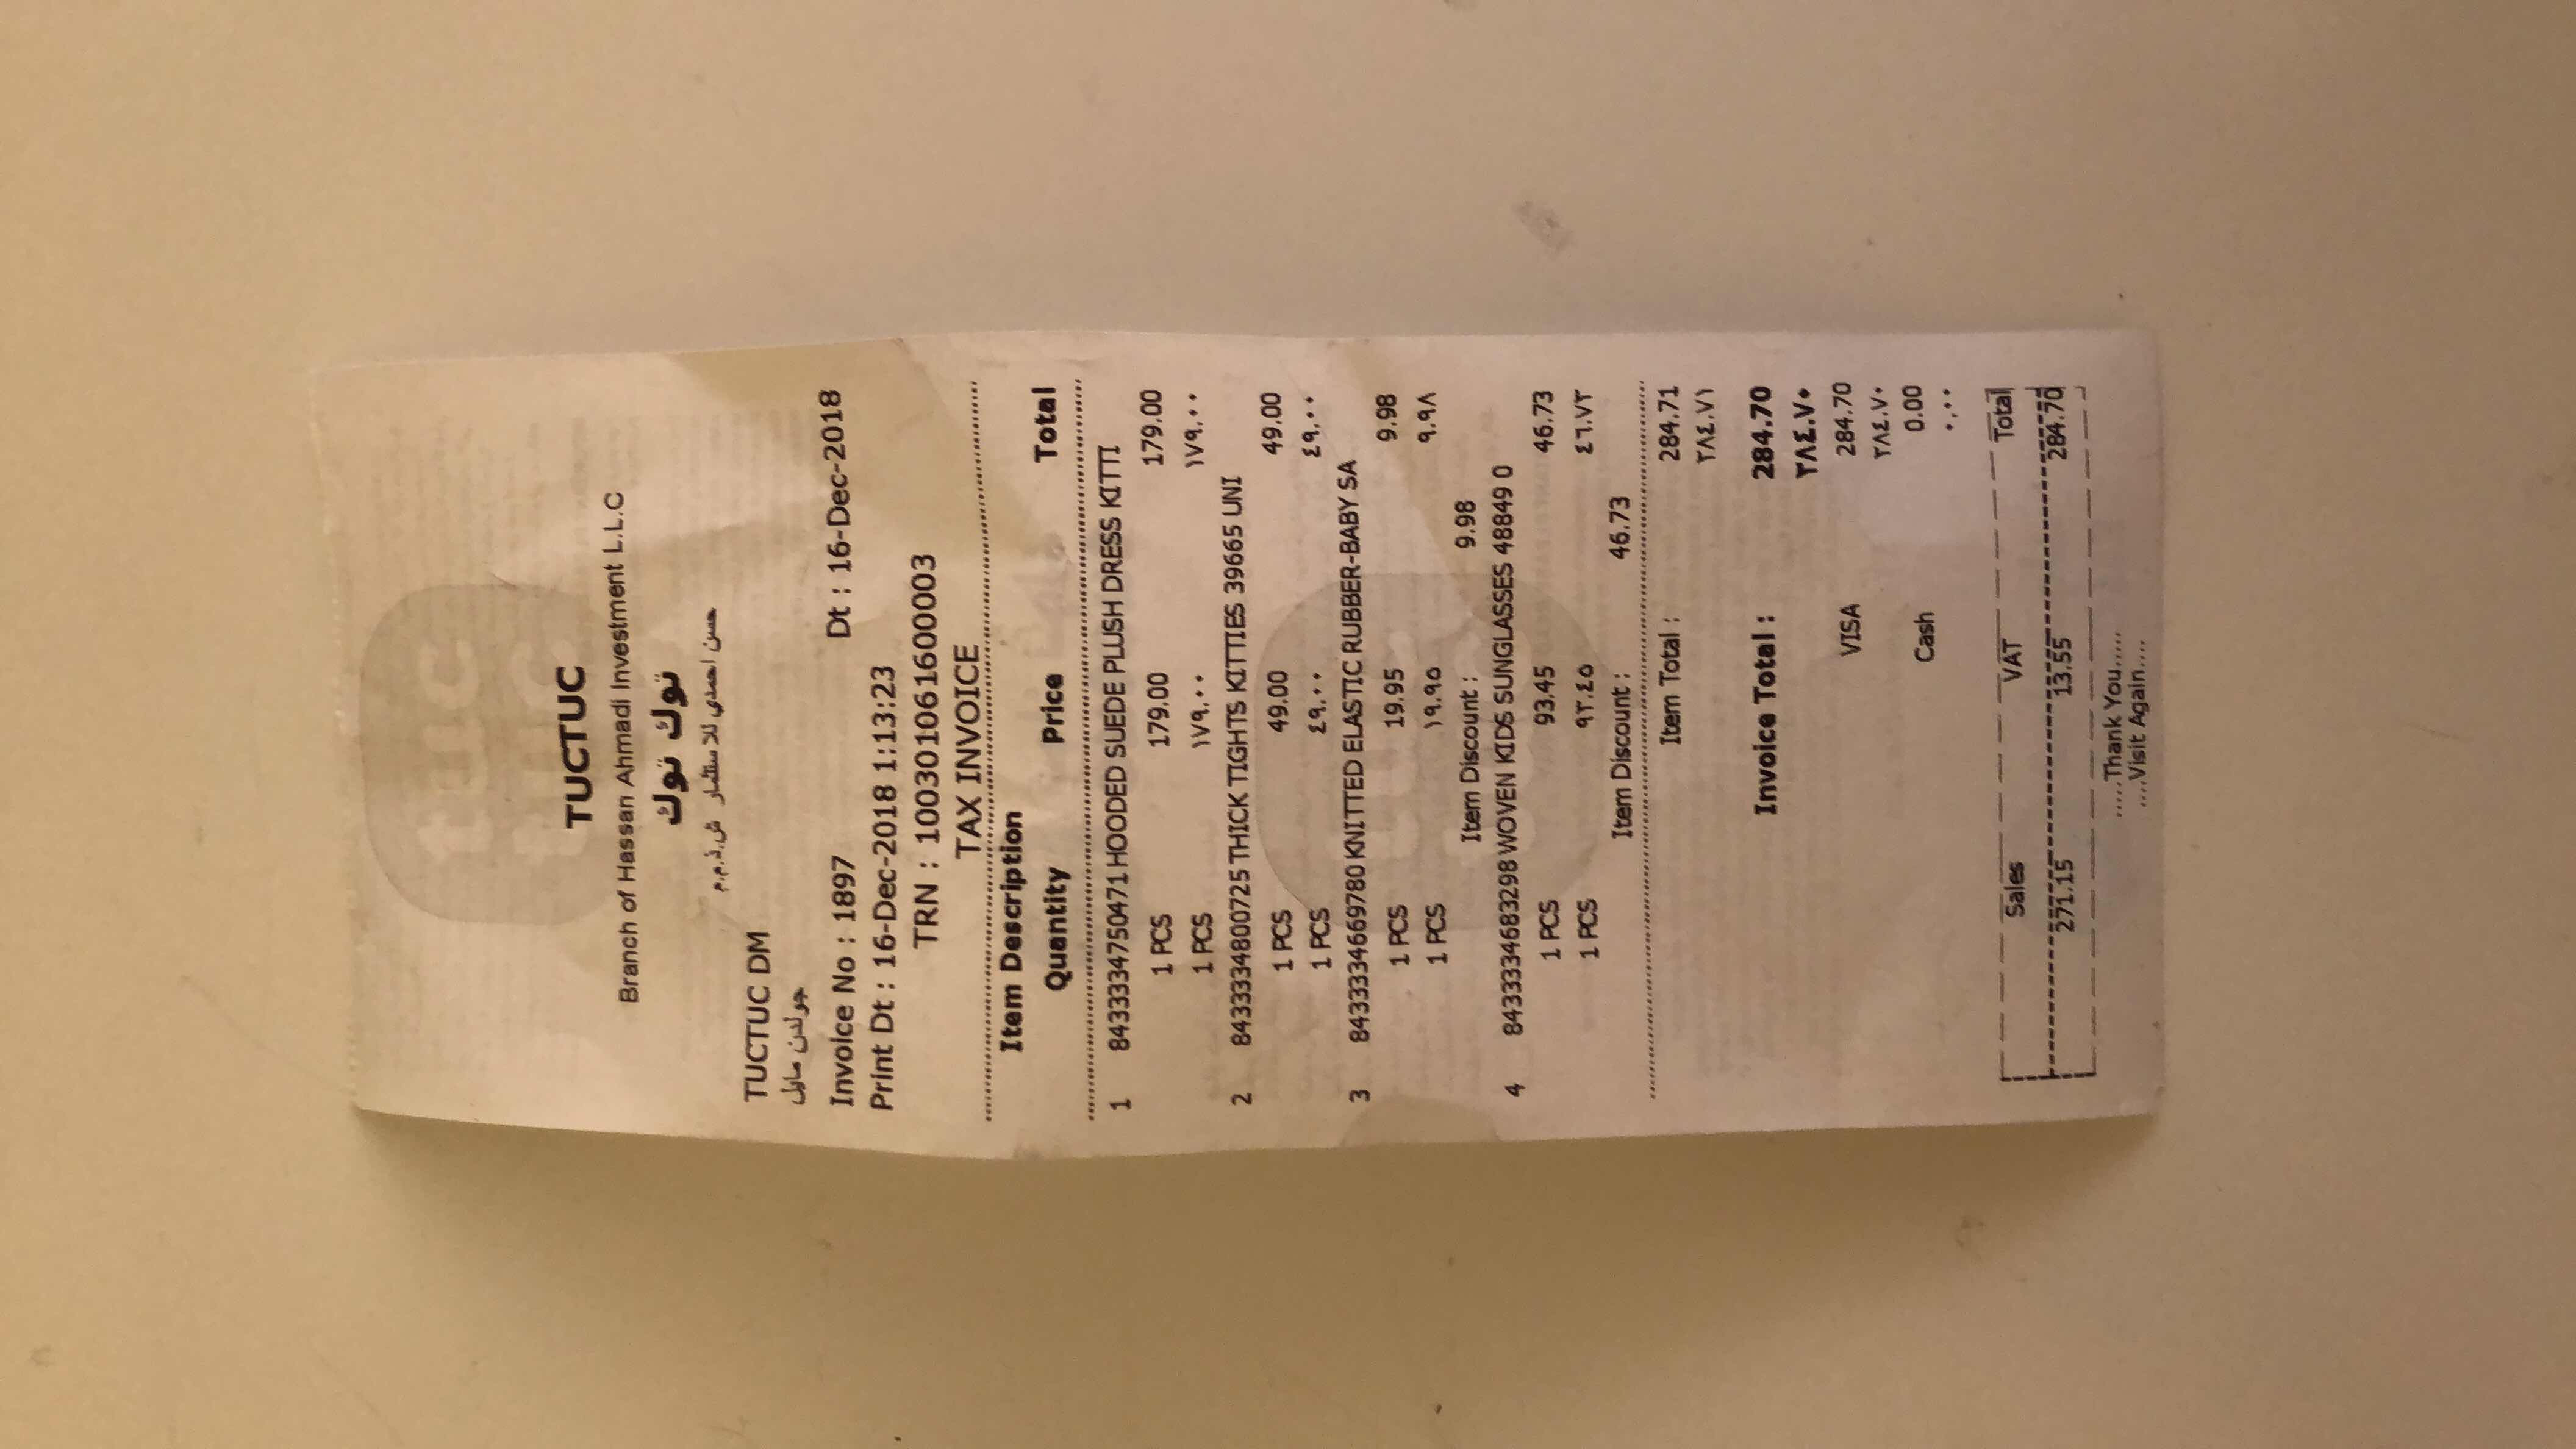 tuc
tuc
TUCTUC
Branch of Hassan Ahmadi Investment L.L.C
توك توك
حسن احمدي للاستثمار ش.ذ.م.م
TUCTUC DM
جولدن مايل
Invoice No : 1897 Dt : 16-Dec-2018
Print Dt : 16-Dec-2018 1:13:23
TRN : 100301061600003
TAX INVOICE
Item Description
Quantity Price Total
1 8433334750471 HOODED SUEDE PLUSH DRESS KITTI
1 PCS 179.00 179.00
1 PCS ١٧٩.٠٠ ١٧٩.٠٠
2 8433334800725 THICK TIGHTS KITTIES 39665 UNI
1 PCS 49.00 49.00
1 PCS ٤٩.٠٠ ٤٩.٠٠
3 8433334669780 KNITTED ELASTIC RUBBER-BABY SA
1 PCS 19.95 9.98
1 PCS ١٩.٩٥ ٩.٩٨
Item Discount : 9.98
4 8433334683298 WOVEN KIDS SUNGLASSES 48849 0
1 PCS 93.45 46.73
1 PCS ٩٣.٤٥ ٤٦.٧٣
Item Discount : 46.73
Item Total : 284.71
٢٨٤.٧١
Invoice Total : 284.70
٢٨٤.٧٠
VISA 284.70
٢٨٤.٧٠
Cash 0.00
٠.٠٠
Sales VAT Total
271.15 13.55 284.70
.....Thank You.....
....Visit Again....